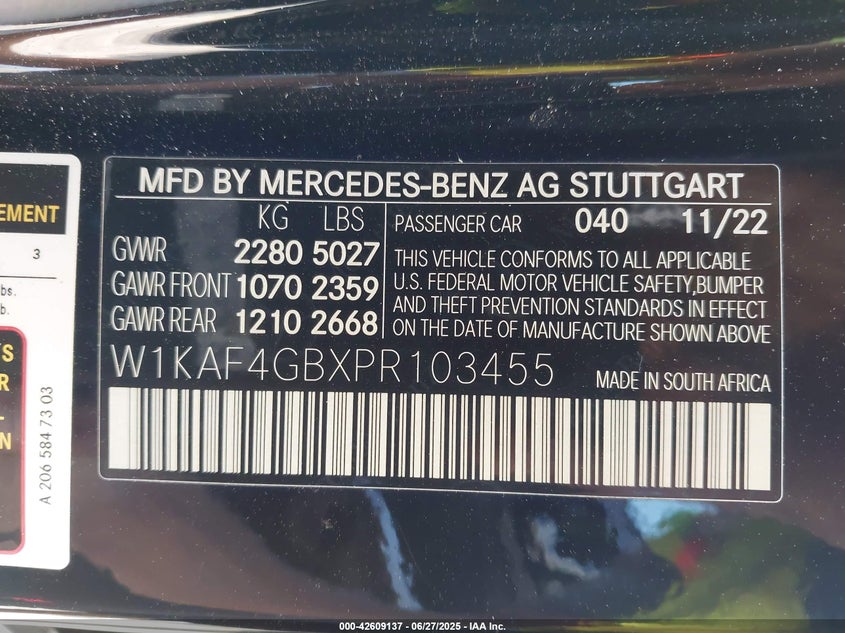 MFD BY MERCEDES-BENZ AG STUTTGART
KG LBS
GVWR 2280 5027
GAWR FRONT 1070 2359
GAWR REAR 1210 2668
PASSENGER CAR 040 11/22
THIS VEHICLE CONFORMS TO ALL APPLICABLE
U.S. FEDERAL MOTOR VEHICLE SAFETY,BUMPER
AND THEFT PREVENTION STANDARDS IN EFFECT
ON THE DATE OF MANUFACTURE SHOWN ABOVE
W1KAF4GBXPR103455
MADE IN SOUTH AFRICA
3
A 206 584 73 03
000-42609137 - 06/27/2025 - IAA Inc.